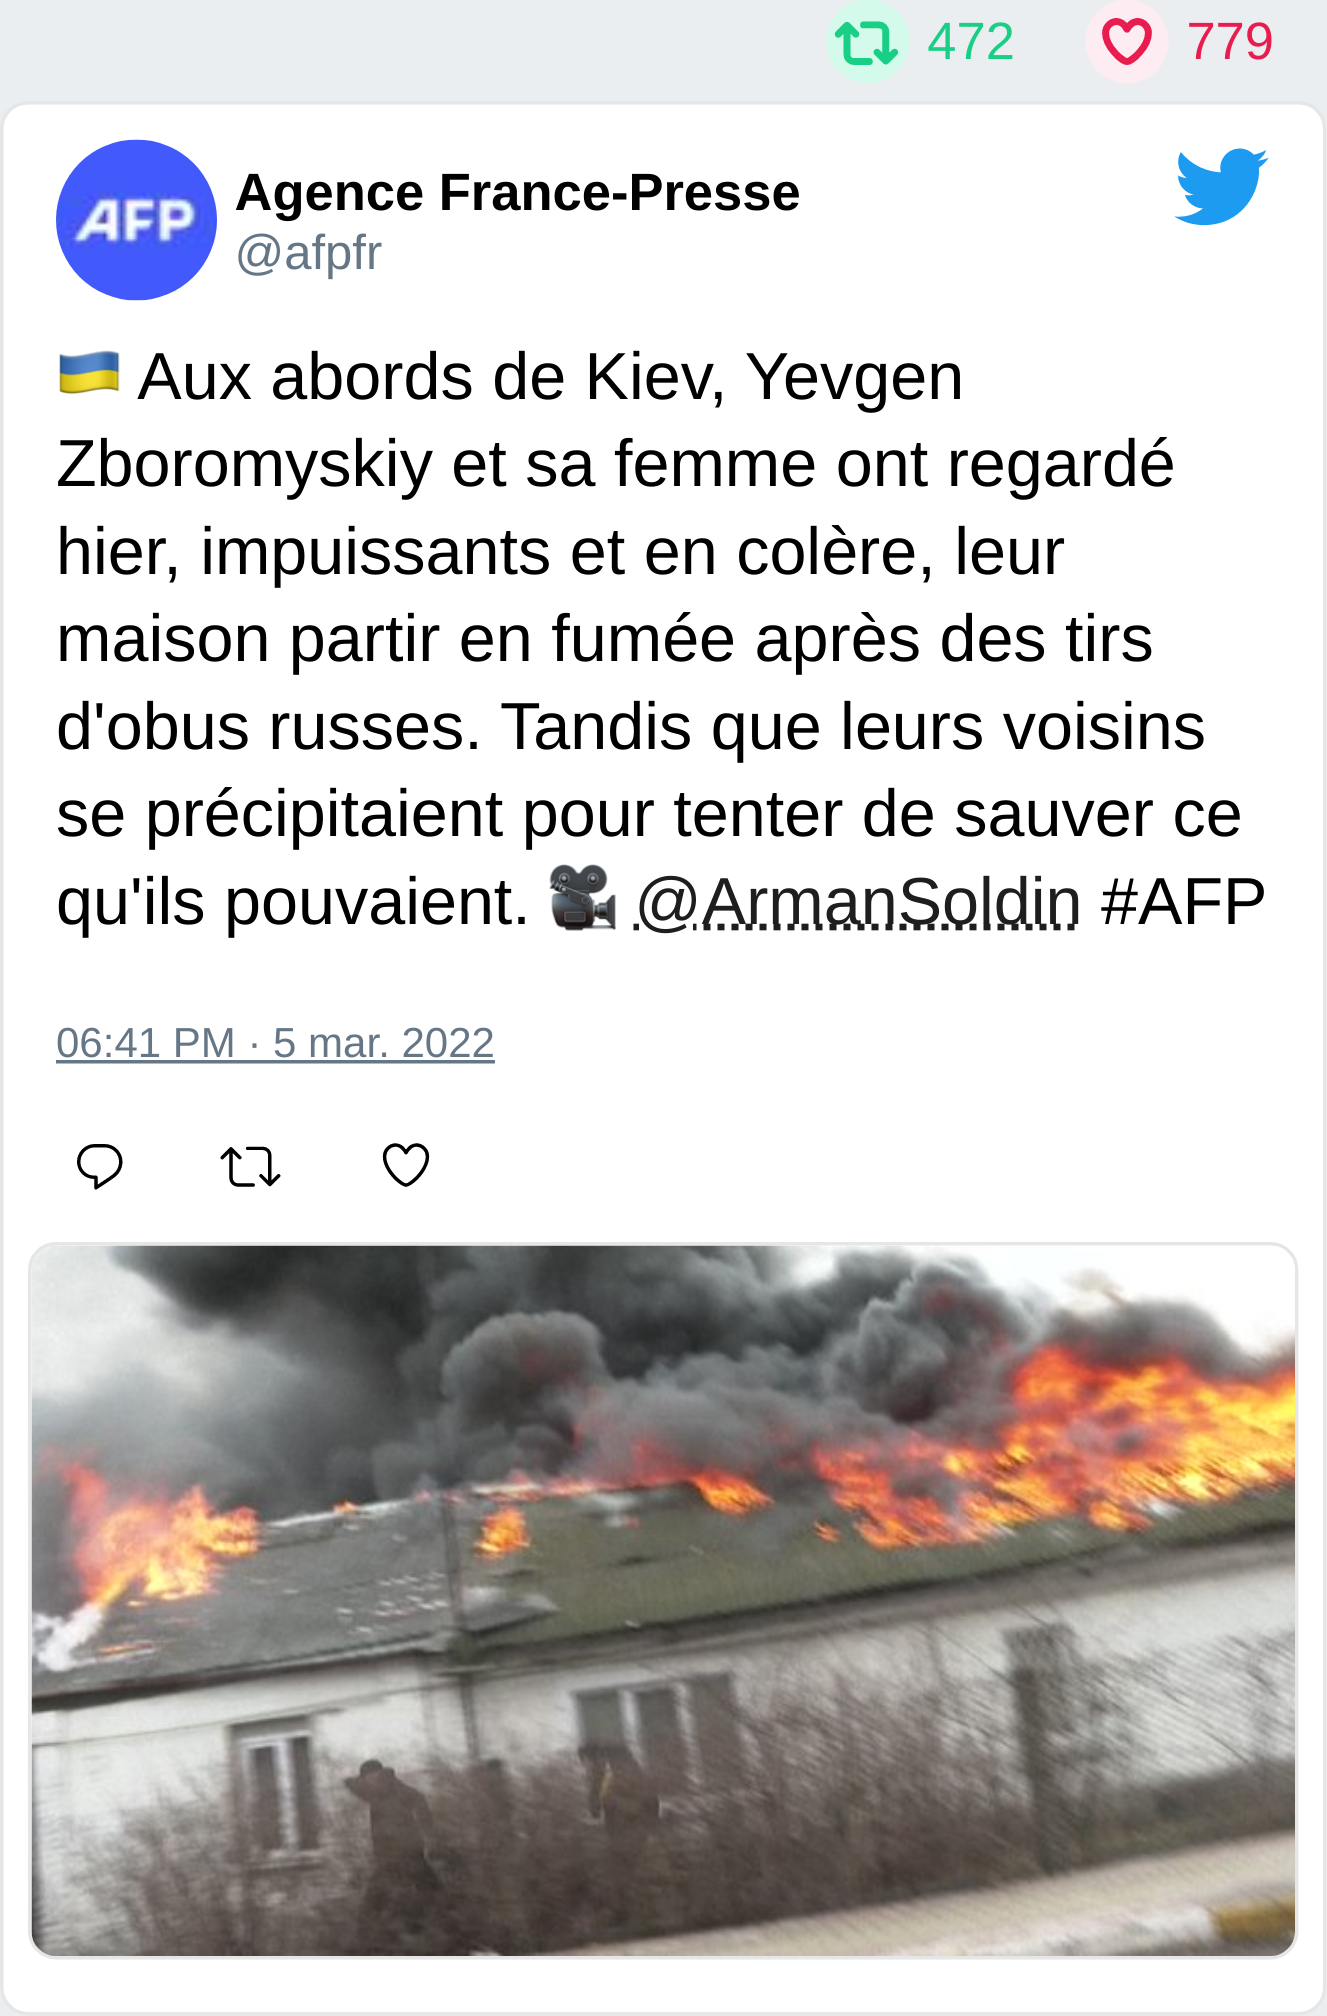 472 779
AFP
Agence France-Presse
@afpfr
🇺🇦 Aux abords de Kiev, Yevgen
Zboromyskiy et sa femme ont regardé
hier, impuissants et en colère, leur
maison partir en fumée après des tirs
d'obus russes. Tandis que leurs voisins
se précipitaient pour tenter de sauver ce
qu'ils pouvaient. 🎥 @ArmanSoldin #AFP
06:41 PM · 5 mar. 2022